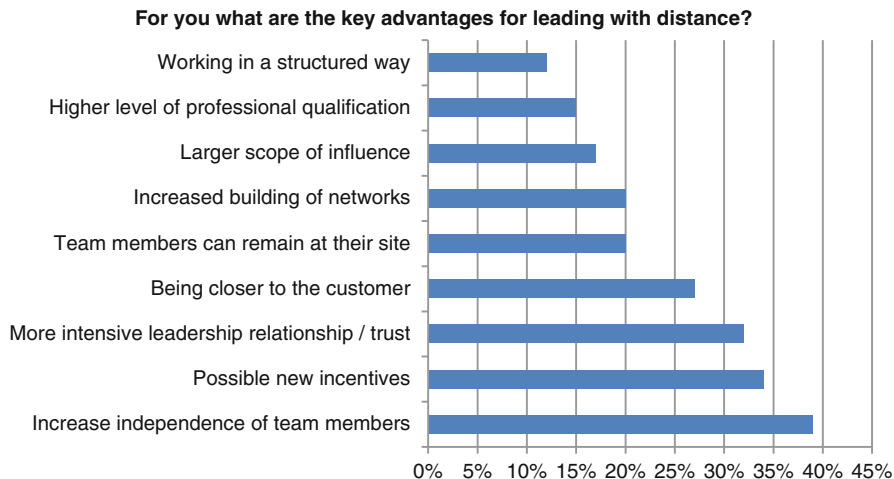 For you what are the key advantages for leading with distance?
Working in a structured way
Higher level of professional qualification
Larger scope of influence
Increased building of networks
Team members can remain at their site
Being closer to the customer
More intensive leadership relationship / trust
Possible new incentives
Increase independence of team members
0% 5% 10% 15% 20% 25% 30% 35% 40% 45%